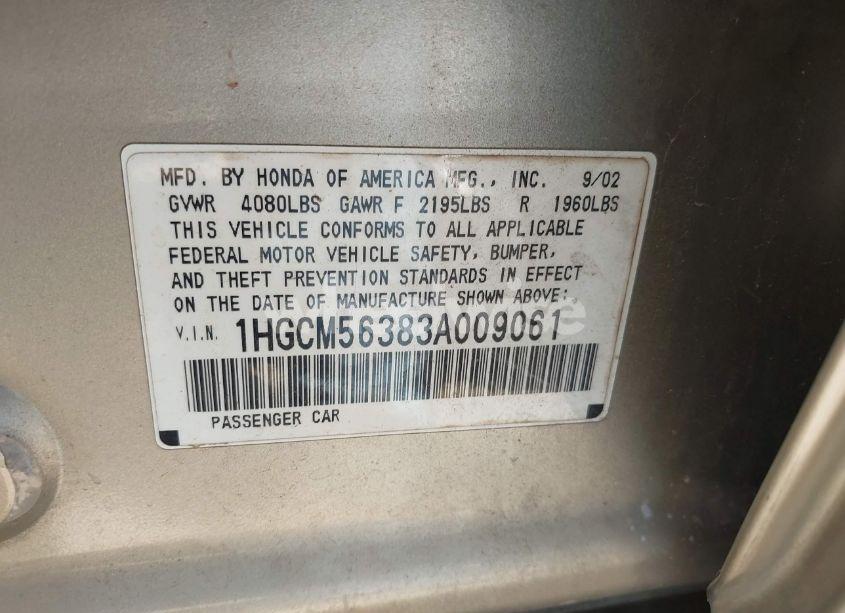 MFD. BY HONDA OF AMERICA MFG., INC. 9/02
GVWR 4080LBS GAWR F 2195LBS R 1960LBS
THIS VEHICLE CONFORMS TO ALL APPLICABLE
FEDERAL MOTOR VEHICLE SAFETY, BUMPER,
AND THEFT PREVENTION STANDARDS IN EFFECT
ON THE DATE OF MANUFACTURE SHOWN ABOVE:
V.I.N. 1HGCM56383A009061
PASSENGER CAR